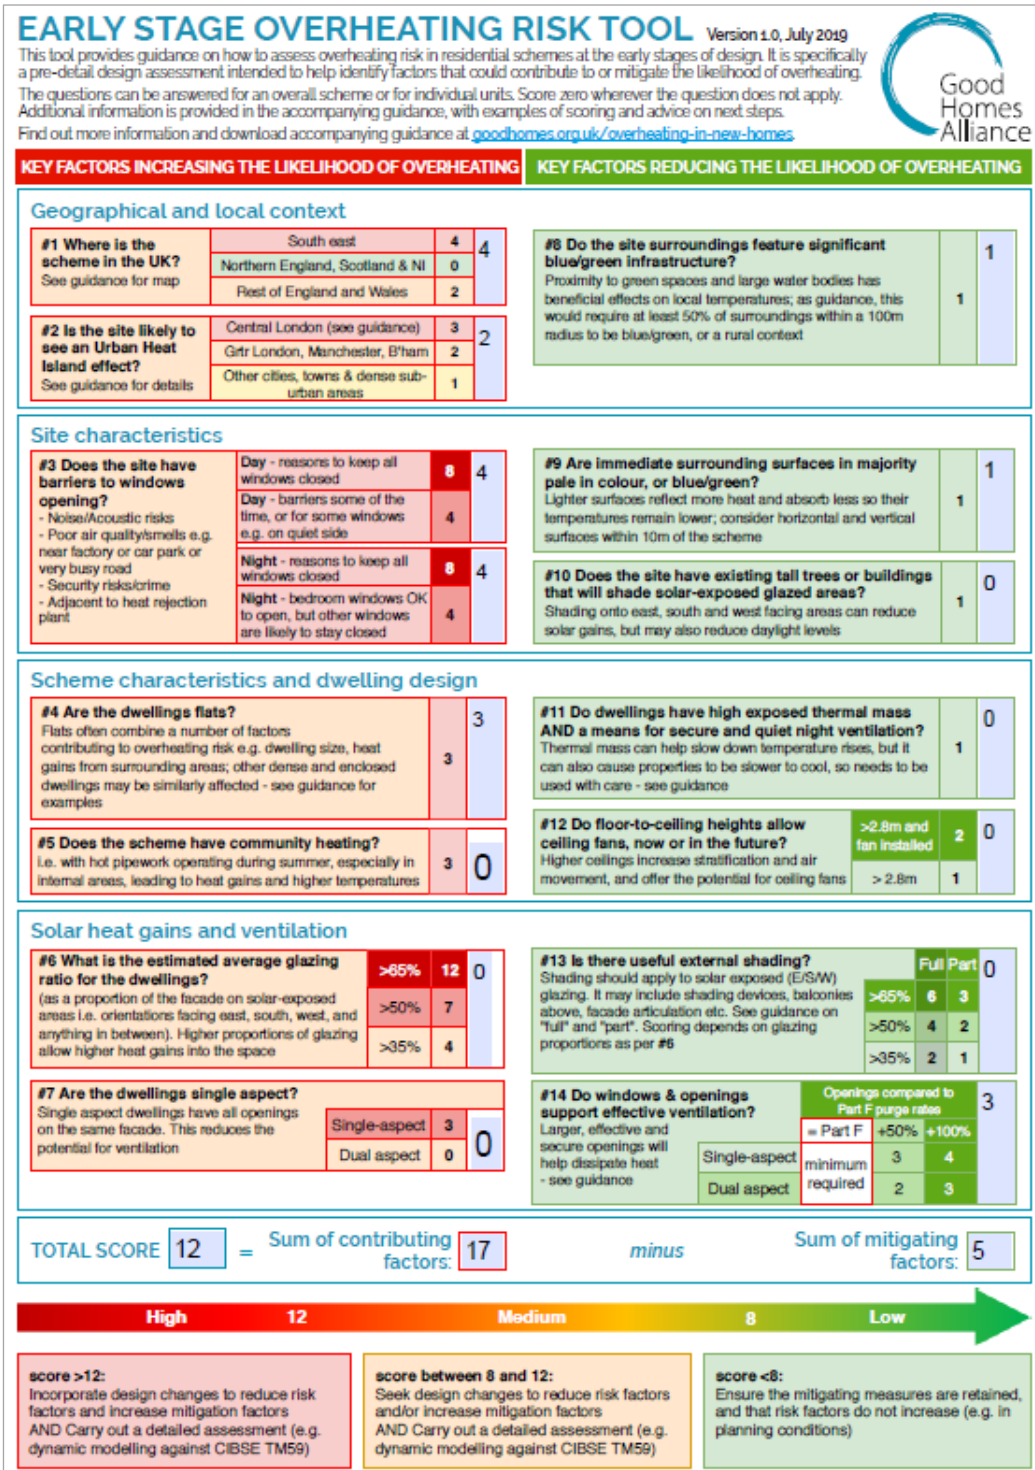 EARLY STAGE OVERHEATING RISK TOOL Version 1.0, July 2019
This tool provides guidance on how to assess overheating risk in residential schemes at the early stages of design. It is specifically
a pre-detail design assessment intended to help identify factors that could contribute to or mitigate the likelihood of overheating.
The questions can be answered for an overall scheme or for individual units. Score zero wherever the question does not apply.
Additional information is provided in the accompanying guidance, with examples of scoring and advice on next steps.
Find out more information and download accompanying guidance at goodhomes.org.uk/overheating-in-new-homes.
Good
Homes
Alliance
KEY FACTORS INCREASING THE LIKELIHOOD OF OVERHEATING
KEY FACTORS REDUCING THE LIKELIHOOD OF OVERHEATING
Geographical and local context
#1 Where is the
scheme in the UK?
See guidance for map
South east 4
Northern England, Scotland & NI 0
Rest of England and Wales 2
4
#2 Is the site likely to
see an Urban Heat
Island effect?
See guidance for details
Central London (see guidance) 3
Grtr London, Manchester, B'ham 2
Other cities, towns & dense sub-
urban areas 1
2
#8 Do the site surroundings feature significant
blue/green infrastructure?
Proximity to green spaces and large water bodies has
beneficial effects on local temperatures; as guidance, this
would require at least 50% of surroundings within a 100m
radius to be blue/green, or a rural context
1
1
Site characteristics
#3 Does the site have
barriers to windows
opening?
- Noise/Acoustic risks
- Poor air quality/smells e.g.
near factory or car park or
very busy road
- Security risks/crime
- Adjacent to heat rejection
plant
Day - reasons to keep all
windows closed 8
Day - barriers some of the
time, or for some windows
e.g. on quiet side 4
4
Night - reasons to keep all
windows closed 8
Night - bedroom windows OK
to open, but other windows
are likely to stay closed 4
4
#9 Are immediate surrounding surfaces in majority
pale in colour, or blue/green?
Lighter surfaces reflect more heat and absorb less so their
temperatures remain lower; consider horizontal and vertical
surfaces within 10m of the scheme
1
1
#10 Does the site have existing tall trees or buildings
that will shade solar-exposed glazed areas?
Shading onto east, south and west facing areas can reduce
solar gains, but may also reduce daylight levels
1
0
Scheme characteristics and dwelling design
#4 Are the dwellings flats?
Flats often combine a number of factors
contributing to overheating risk e.g. dwelling size, heat
gains from surrounding areas; other dense and enclosed
dwellings may be similarly affected - see guidance for
examples
3
3
#5 Does the scheme have community heating?
i.e. with hot pipework operating during summer, especially in
internal areas, leading to heat gains and higher temperatures
3
0
#11 Do dwellings have high exposed thermal mass
AND a means for secure and quiet night ventilation?
Thermal mass can help slow down temperature rises, but it
can also cause properties to be slower to cool, so needs to be
used with care - see guidance
1
0
#12 Do floor-to-ceiling heights allow
ceiling fans, now or in the future?
Higher ceilings increase stratification and air
movement, and offer the potential for ceiling fans
>2.8m and
fan installed 2
> 2.8m 1
0
Solar heat gains and ventilation
#6 What is the estimated average glazing
ratio for the dwellings?
(as a proportion of the facade on solar-exposed
areas i.e. orientations facing east, south, west, and
anything in between). Higher proportions of glazing
allow higher heat gains into the space
>65% 12
>50% 7
>35% 4
0
#7 Are the dwellings single aspect?
Single aspect dwellings have all openings
on the same facade. This reduces the
potential for ventilation
Single-aspect 3
Dual aspect 0
0
#13 Is there useful external shading?
Shading should apply to solar exposed (E/S/W)
glazing. It may include shading devices, balconies
above, facade articulation etc. See guidance on
"full" and "part". Scoring depends on glazing
proportions as per #6
Full Part
>65% 6 3
>50% 4 2
>35% 2 1
0
#14 Do windows & openings
support effective ventilation?
Larger, effective and
secure openings will
help dissipate heat
- see guidance
Openings compared to
Part F purge rates
= Part F +50% +100%
Single-aspect minimum required 3 4
Dual aspect 2 3
3
TOTAL SCORE 12 = Sum of contributing
factors: 17 minus Sum of mitigating
factors: 5
High 12 Medium 8 Low
score >12:
Incorporate design changes to reduce risk
factors and increase mitigation factors
AND Carry out a detailed assessment (e.g.
dynamic modelling against CIBSE TM59)
score between 8 and 12:
Seek design changes to reduce risk factors
and/or increase mitigation factors
AND Carry out a detailed assessment (e.g.
dynamic modelling against CIBSE TM59)
score <8:
Ensure the mitigating measures are retained,
and that risk factors do not increase (e.g. in
planning conditions)